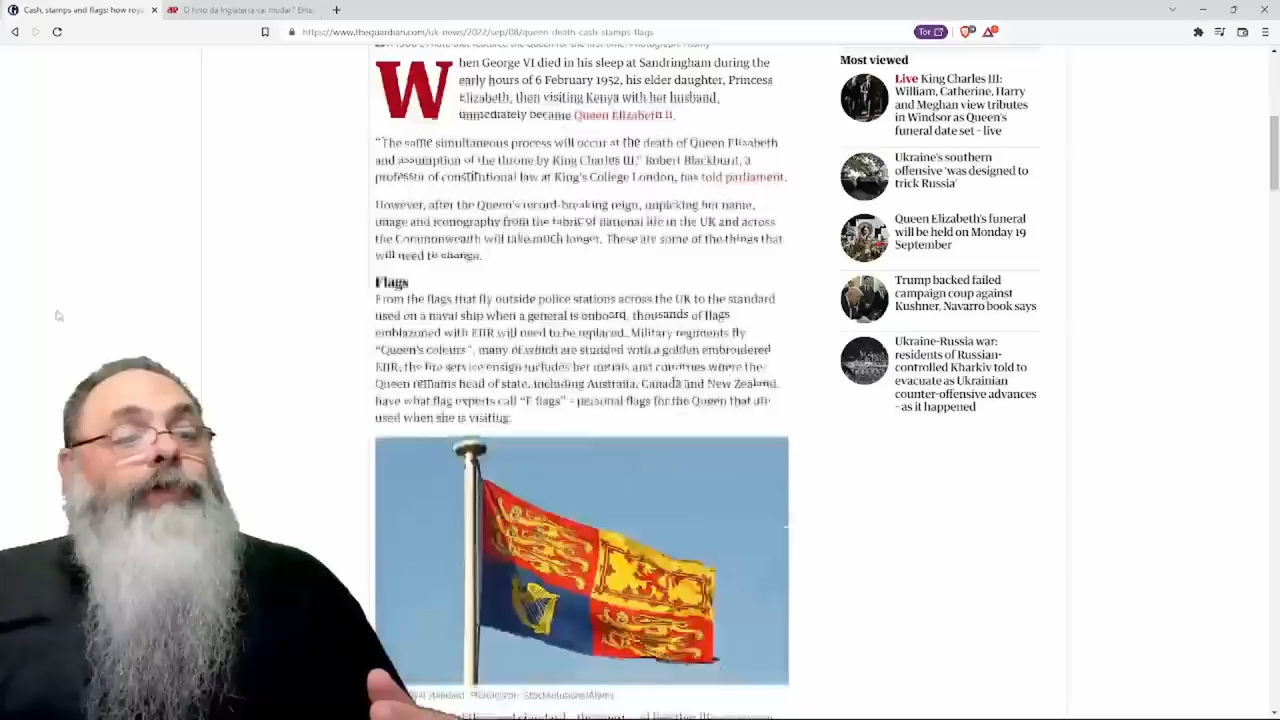 Cash, stamps and flags: how roya
O hino da Inglaterra vai mudar? Ente
https://www.theguardian.com/uk-news/2022/sep/08/queen-death-cash-stamps-flags
Tor
When George VI died in his sleep at Sandringham during the
early hours of 6 February 1952, his elder daughter, Princess
Elizabeth, then visiting Kenya with her husband,
immediately became Queen Elizabeth II.
"The same simultaneous process will occur at the death of Queen Elizabeth
and assumption of the throne by King Charles III," Robert Blackburn, a
professor of constitutional law at King's College London, has told parliament.
However, after the Queen's record-breaking reign, unpicking her name,
image and iconography from the fabric of national life in the UK and across
the Commonwealth will take much longer. These are some of the things that
will need to change.
Flags
From the flags that fly outside police stations across the UK to the standard
used on a naval ship when a general is onboard, thousands of flags
emblazoned with EIIR will need to be replaced. Military regiments fly
"Queen's colours", many of which are studded with a golden embroidered
EIIR, the fire service ensign includes her initials and countries where the
Queen remains head of state, including Australia, Canada and New Zealand,
have what flag experts call "E flags" – personal flags for the Queen that are
used when she is visiting.
Royal standard. Photograph: Stocksolutions/Alamy
Most viewed
Live King Charles III:
William, Catherine, Harry
and Meghan view tributes
in Windsor as Queen's
funeral date set – live
Ukraine's southern
offensive 'was designed to
trick Russia'
Queen Elizabeth's funeral
will be held on Monday 19
September
Trump backed failed
campaign coup against
Kushner, Navarro book says
Ukraine-Russia war:
residents of Russian-
controlled Kharkiv told to
evacuate as Ukrainian
counter-offensive advances
– as it happened